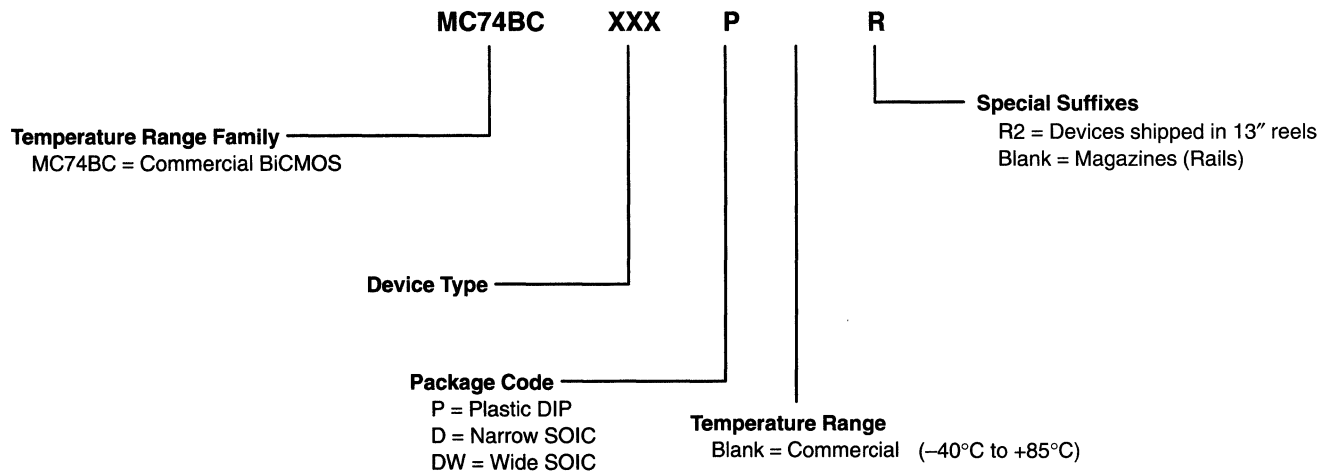 MC74BC XXX P R
Special Suffixes
R2 = Devices shipped in 13″ reels
Blank = Magazines (Rails)
Temperature Range Family
MC74BC = Commercial BiCMOS
Device Type
Package Code
P = Plastic DIP
D = Narrow SOIC
DW = Wide SOIC
Temperature Range
Blank = Commercial (–40°C to +85°C)